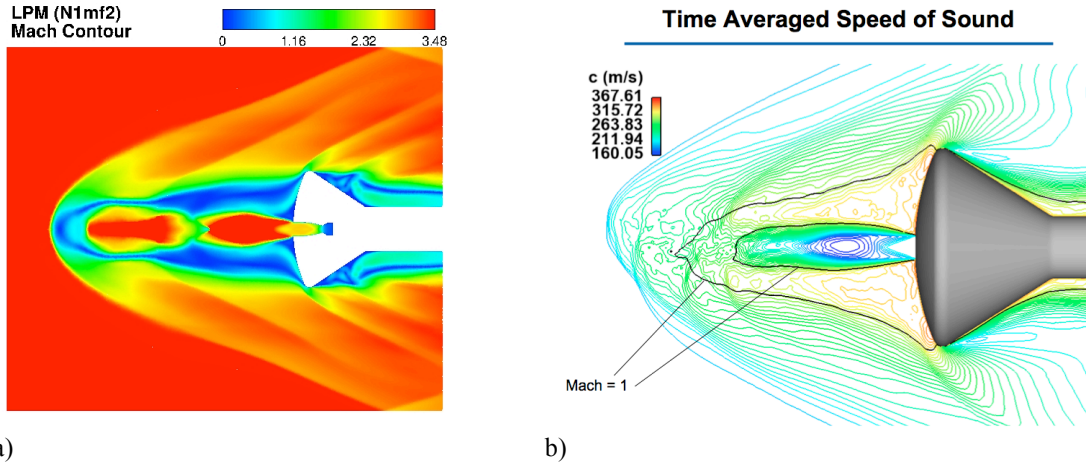 LPM (N1mf2)
Mach Contour
0 1.16 2.32 3.48
Time Averaged Speed of Sound
c (m/s)
367.61
315.72
263.83
211.94
160.05
Mach = 1
a)
b)